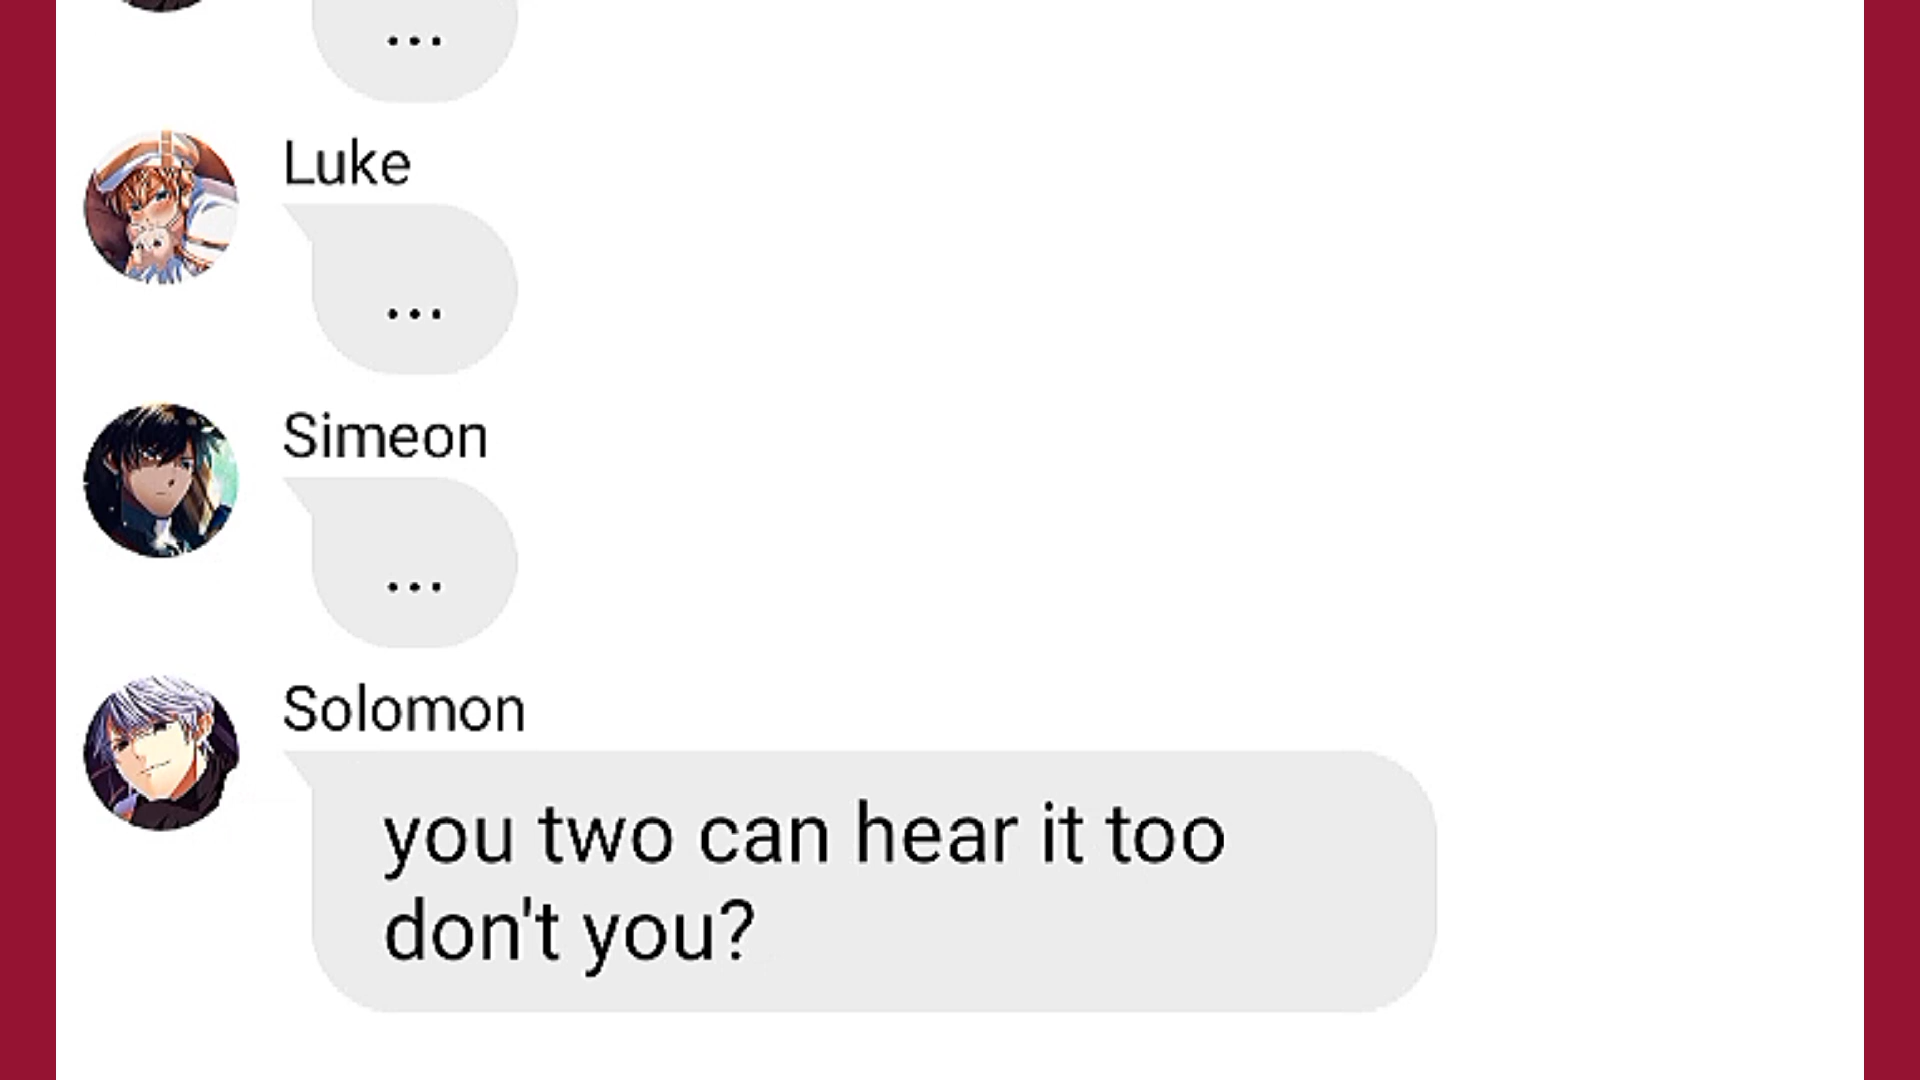 ...
Luke
...
Simeon
...
Solomon
you two can hear it too
don't you?